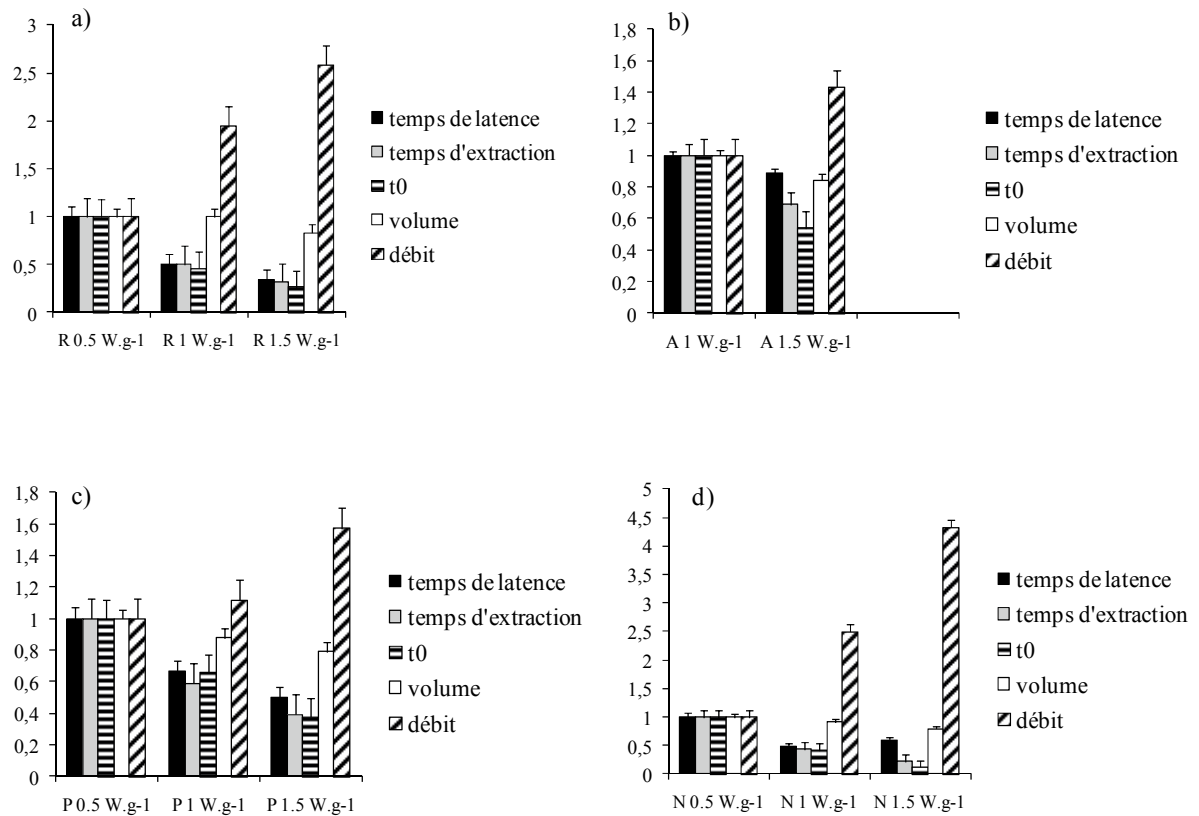 a)
3
2,5
2
1,5
1
0,5
0
R 0.5 W.g-1 R 1 W.g-1 R 1.5 W.g-1
temps de latence
temps d'extraction
t0
volume
débit
b)
1,8
1,6
1,4
1,2
1
0,8
0,6
0,4
0,2
0
A 1 W.g-1 A 1.5 W.g-1
temps de latence
temps d'extraction
t0
volume
débit
c)
1,8
1,6
1,4
1,2
1
0,8
0,6
0,4
0,2
0
P 0.5 W.g-1 P 1 W.g-1 P 1.5 W.g-1
temps de latence
temps d'extraction
t0
volume
débit
d)
5
4,5
4
3,5
3
2,5
2
1,5
1
0,5
0
N 0.5 W.g-1 N 1 W.g-1 N 1.5 W.g-1
temps de latence
temps d'extraction
t0
volume
débit